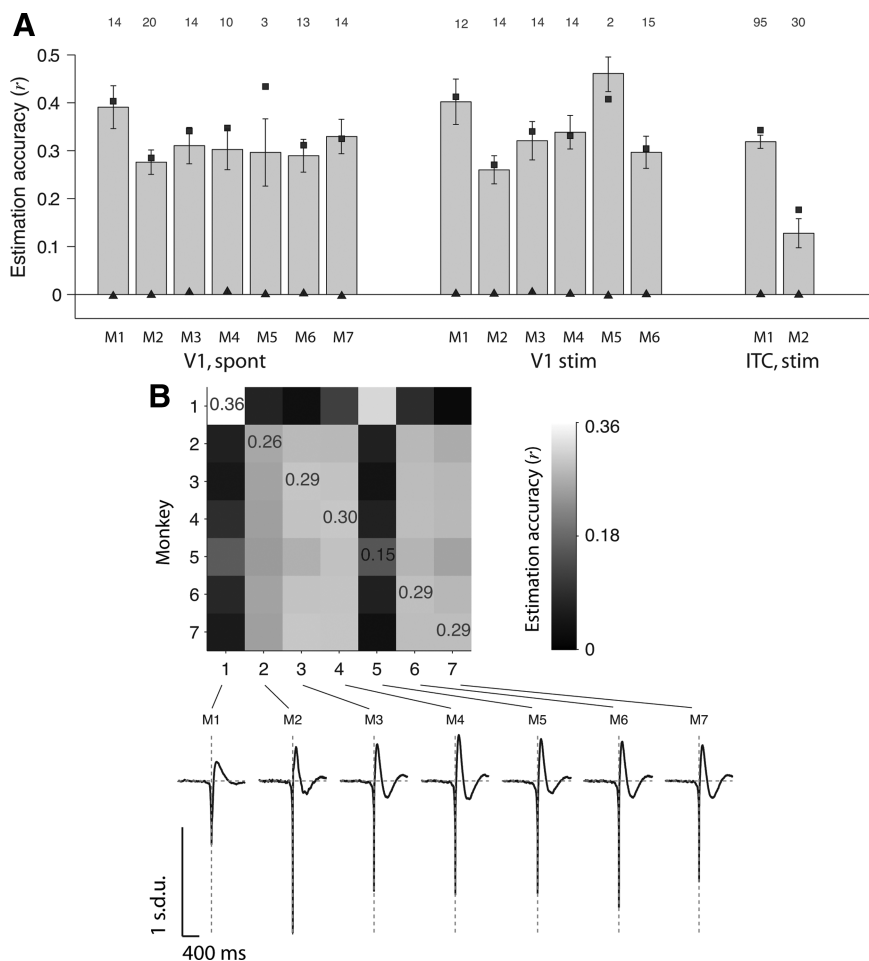 A
14 20 14 10 3 13 14 12 14 14 14 2 15 95 30
Estimation accuracy (r)
0.5
0.4
0.3
0.2
0.1
0
M1 M2 M3 M4 M5 M6 M7 M1 M2 M3 M4 M5 M6 M1 M2
V1, spont V1 stim ITC, stim
B
Monkey
1 0.36
2 0.26
3 0.29
4 0.30
5 0.15
6 0.29
7 0.29
1 2 3 4 5 6 7
Estimation accuracy (r)
0.36
0.18
0
M1 M2 M3 M4 M5 M6 M7
1 s.d.u.
400 ms